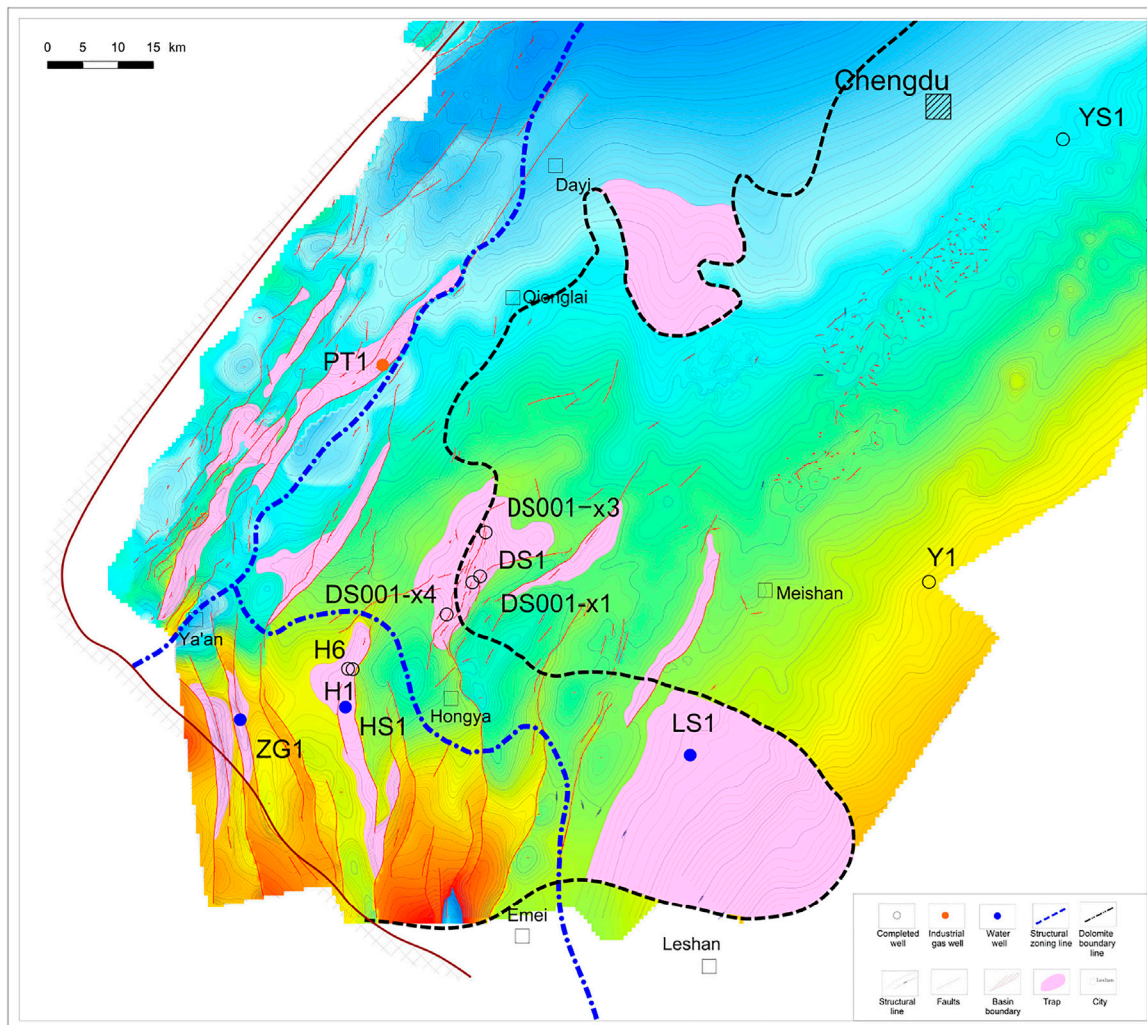 0 5 10 15 km
Chengdu
YS1
Dayi
Qionglai
PT1
DS001-x3
DS1
Y1
DS001-x4
DS001-x1
Meishan
Ya'an
H6
H1
HS1
Hongya
LS1
ZG1
Emei
Leshan
Completed
well
Industrial
gas well
Water
well
Structural
zoning line
Dolomite
boundary
line
Structural
line
Faults
Basin
boundary
Trap
Leshan
City